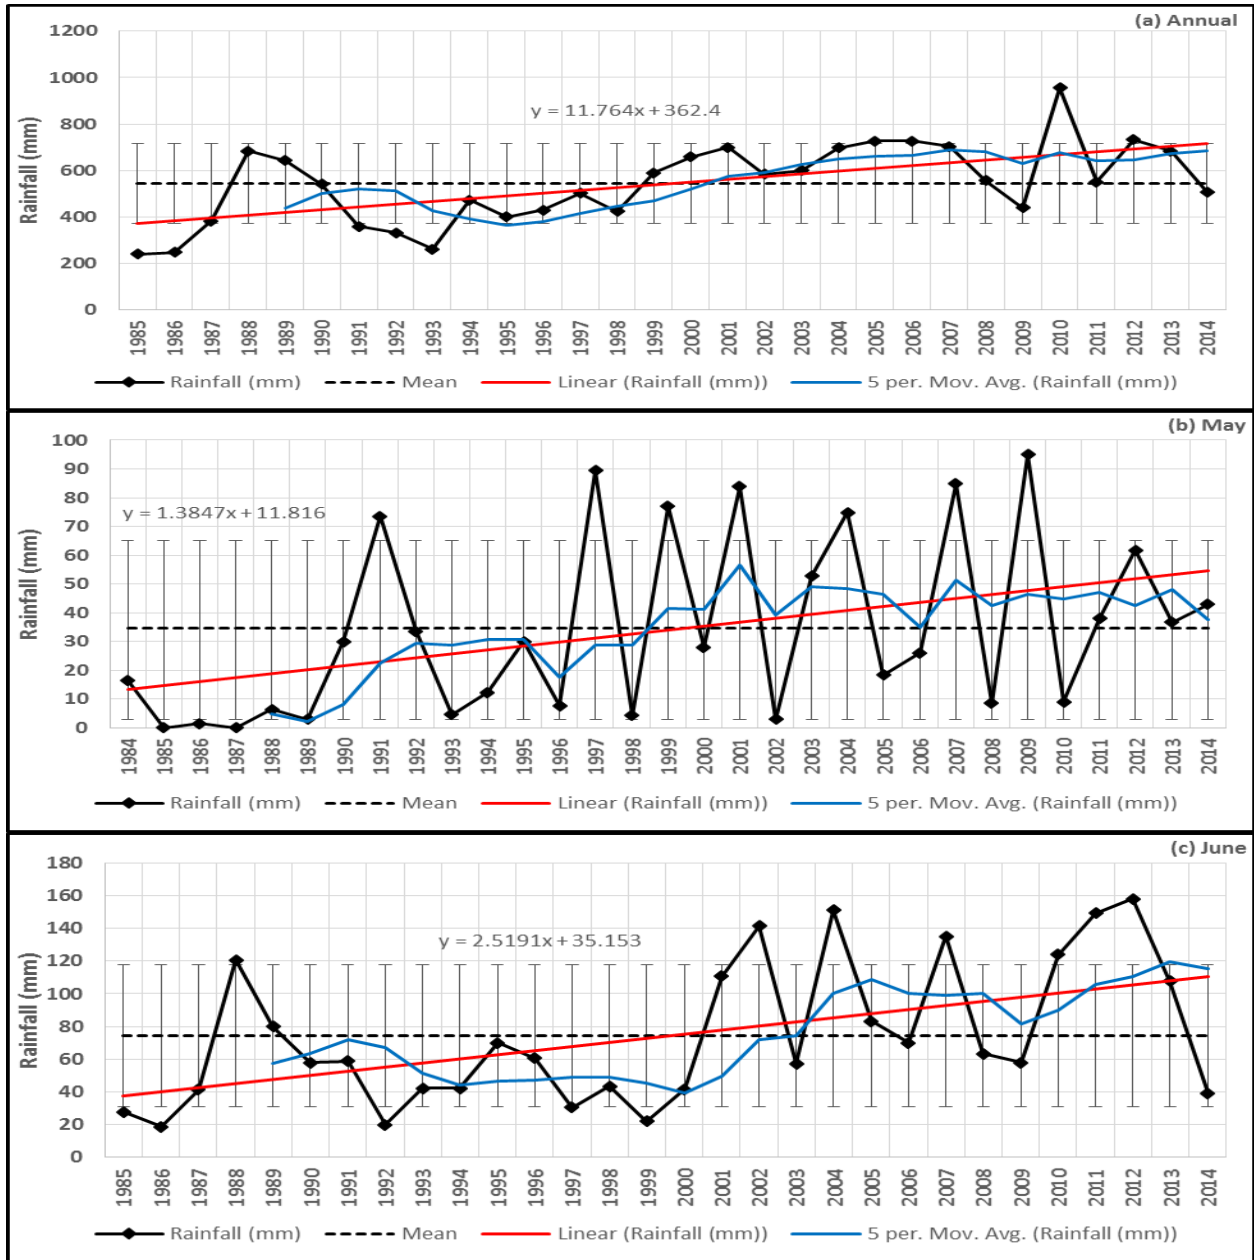 (a) Annual
1200
1000
800
600
400
200
0
Rainfall (mm)
y = 11.764x + 362.4
1985 1986 1987 1988 1989 1990 1991 1992 1993 1994 1995 1996 1997 1998 1999 2000 2001 2002 2003 2004 2005 2006 2007 2008 2009 2010 2011 2012 2013 2014
Rainfall (mm) Mean Linear (Rainfall (mm)) 5 per. Mov. Avg. (Rainfall (mm))
(b) May
100
90
80
70
60
50
40
30
20
10
0
Rainfall (mm)
y = 1.3847x + 11.816
1984 1985 1986 1987 1988 1989 1990 1991 1992 1993 1994 1995 1996 1997 1998 1999 2000 2001 2002 2003 2004 2005 2006 2007 2008 2009 2010 2011 2012 2013 2014
Rainfall (mm) Mean Linear (Rainfall (mm)) 5 per. Mov. Avg. (Rainfall (mm))
(c) June
180
160
140
120
100
80
60
40
20
0
Rainfall (mm)
y = 2.5191x + 35.153
1985 1986 1987 1988 1989 1990 1991 1992 1993 1994 1995 1996 1997 1998 1999 2000 2001 2002 2003 2004 2005 2006 2007 2008 2009 2010 2011 2012 2013 2014
Rainfall (mm) Mean Linear (Rainfall (mm)) 5 per. Mov. Avg. (Rainfall (mm))